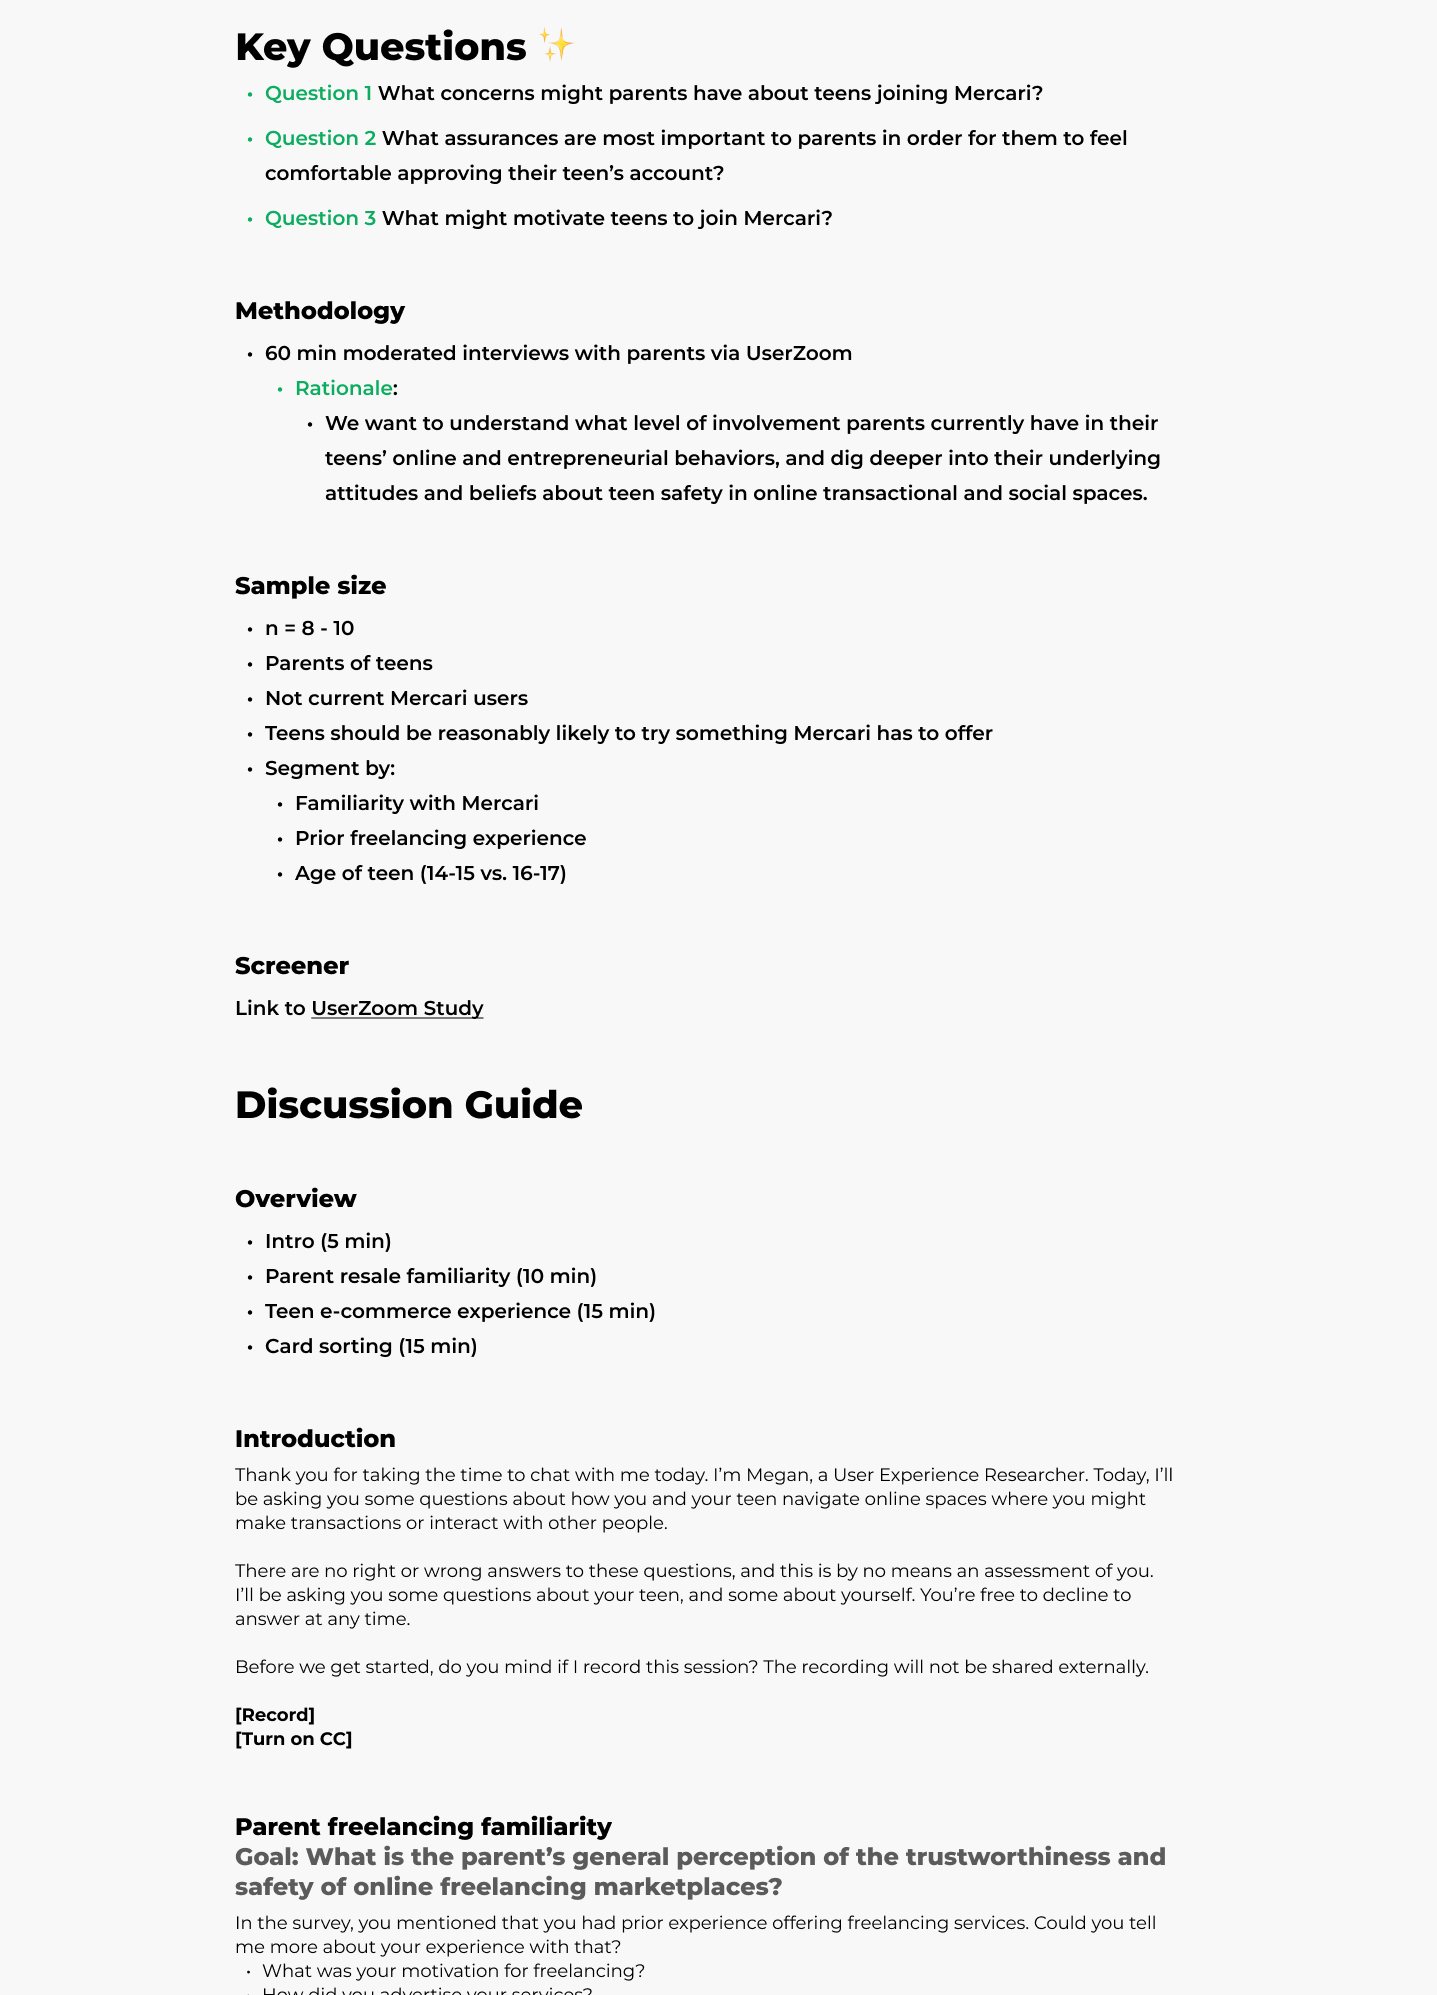 Key Questions ✨
• Question 1 What concerns might parents have about teens joining Mercari?
• Question 2 What assurances are most important to parents in order for them to feel
comfortable approving their teen’s account?
• Question 3 What might motivate teens to join Mercari?
Methodology
• 60 min moderated interviews with parents via UserZoom
• Rationale:
• We want to understand what level of involvement parents currently have in their
teens’ online and entrepreneurial behaviors, and dig deeper into their underlying
attitudes and beliefs about teen safety in online transactional and social spaces.
Sample size
• n = 8 - 10
• Parents of teens
• Not current Mercari users
• Teens should be reasonably likely to try something Mercari has to offer
• Segment by:
• Familiarity with Mercari
• Prior freelancing experience
• Age of teen (14-15 vs. 16-17)
Screener
Link to UserZoom Study
Discussion Guide
Overview
• Intro (5 min)
• Parent resale familiarity (10 min)
• Teen e-commerce experience (15 min)
• Card sorting (15 min)
Introduction
Thank you for taking the time to chat with me today. I’m Megan, a User Experience Researcher. Today, I’ll
be asking you some questions about how you and your teen navigate online spaces where you might
make transactions or interact with other people.
There are no right or wrong answers to these questions, and this is by no means an assessment of you.
I’ll be asking you some questions about your teen, and some about yourself. You’re free to decline to
answer at any time.
Before we get started, do you mind if I record this session? The recording will not be shared externally.
[Record]
[Turn on CC]
Parent freelancing familiarity
Goal: What is the parent’s general perception of the trustworthiness and
safety of online freelancing marketplaces?
In the survey, you mentioned that you had prior experience offering freelancing services. Could you tell
me more about your experience with that?
• What was your motivation for freelancing?
• How did you advertise your services?